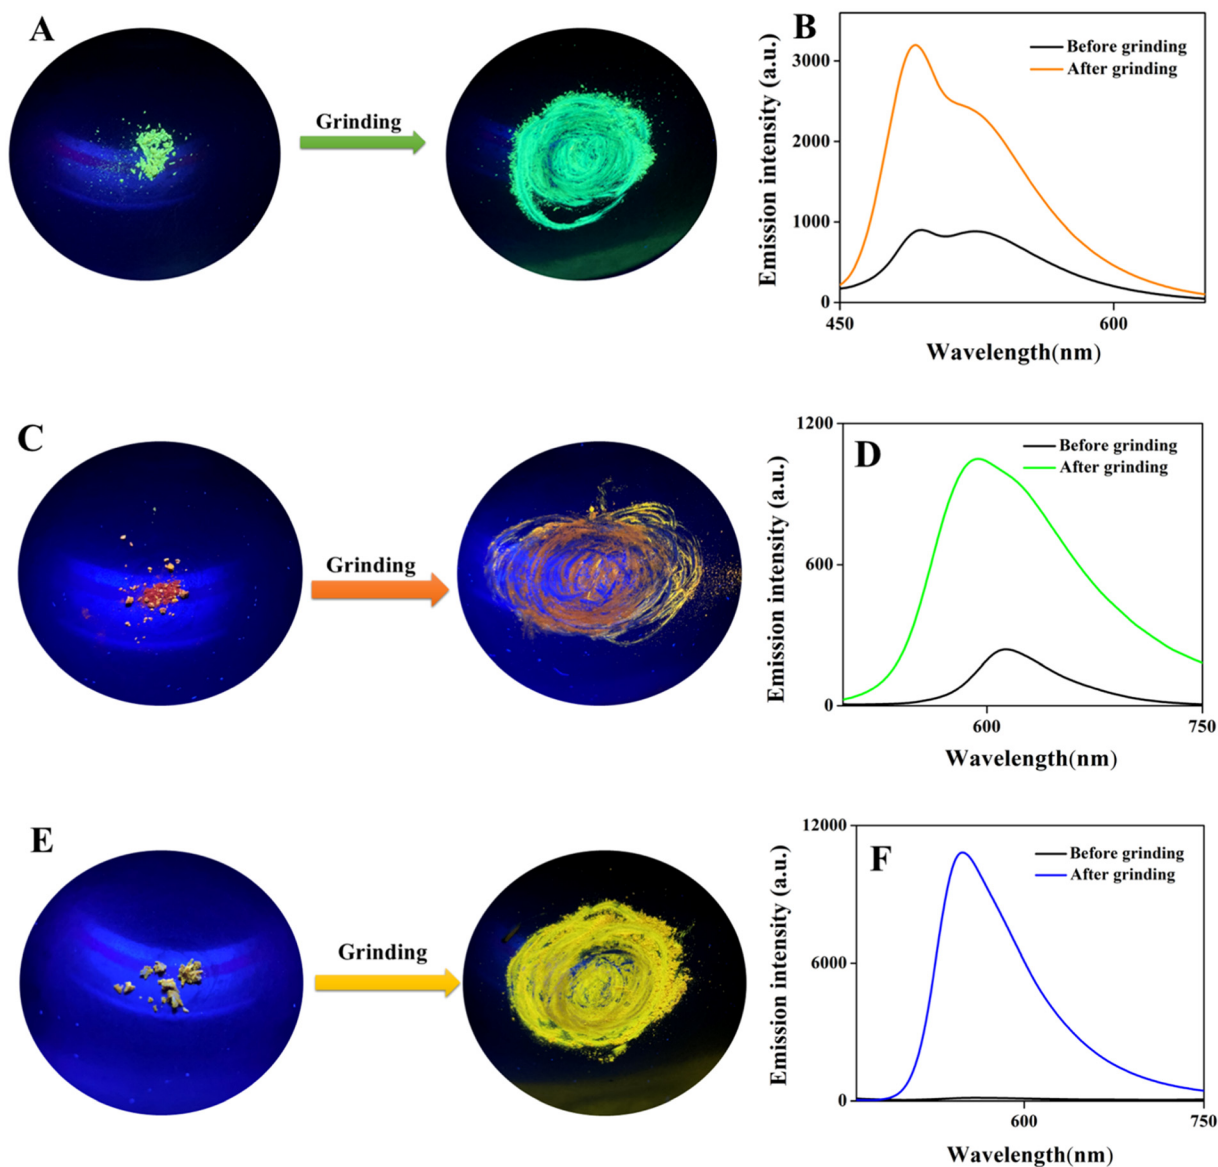 A
Grinding
B
Before grinding
After grinding
Emission intensity (a.u.)
3000
2000
1000
0
450
600
Wavelength(nm)
C
Grinding
D
Before grinding
After grinding
Emission intensity (a.u.)
1200
600
0
600
750
Wavelength(nm)
E
Grinding
F
Before grinding
After grinding
Emission intensity (a.u.)
12000
6000
0
600
750
Wavelength(nm)